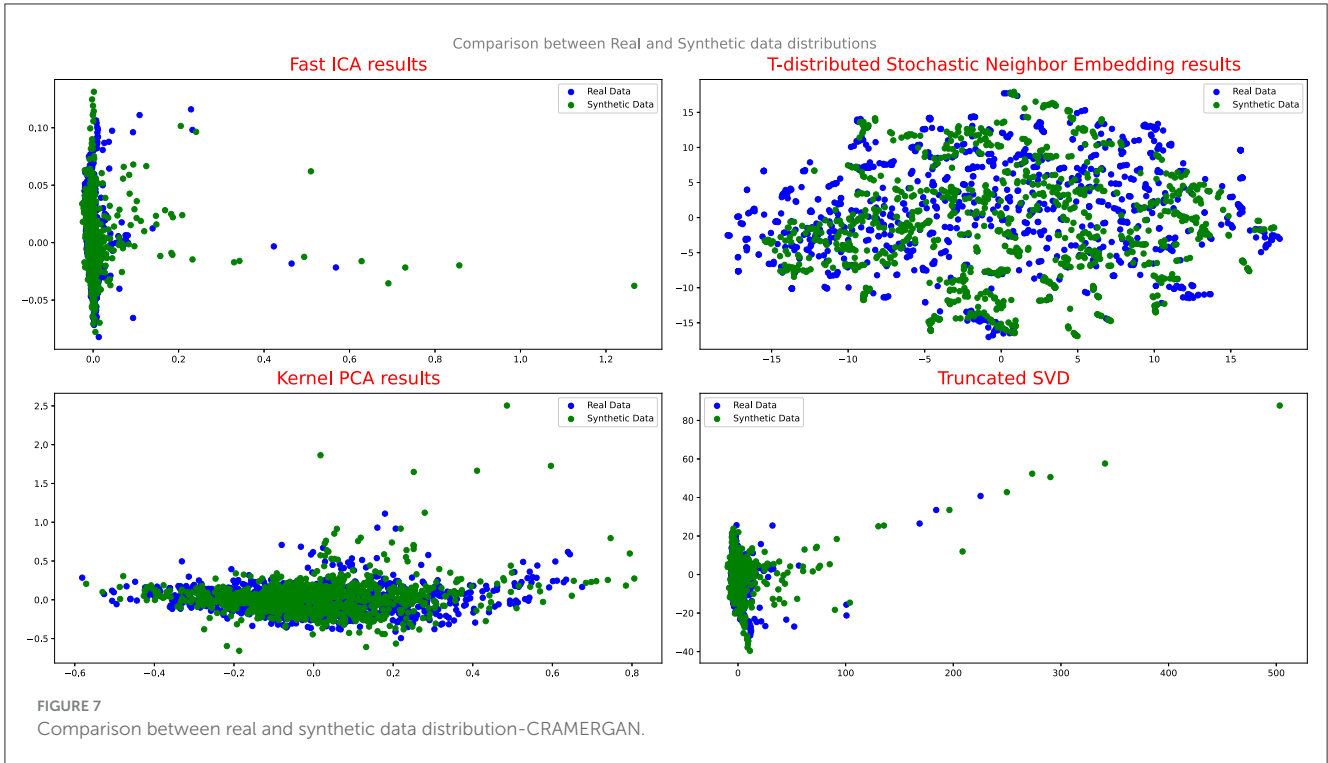 Comparison between Real and Synthetic data distributions
Fast ICA results
Real Data
Synthetic Data
0.10
0.05
0.00
−0.05
0.0 0.2 0.4 0.6 0.8 1.0 1.2
T-distributed Stochastic Neighbor Embedding results
Real Data
Synthetic Data
15
10
5
0
−5
−10
−15
−15 −10 −5 0 5 10 15
Kernel PCA results
Real Data
Synthetic Data
2.5
2.0
1.5
1.0
0.5
0.0
−0.5
−0.6 −0.4 −0.2 0.0 0.2 0.4 0.6 0.8
Truncated SVD
Real Data
Synthetic Data
80
60
40
20
0
−20
−40
0 100 200 300 400 500
FIGURE 7
Comparison between real and synthetic data distribution-CRAMERGAN.